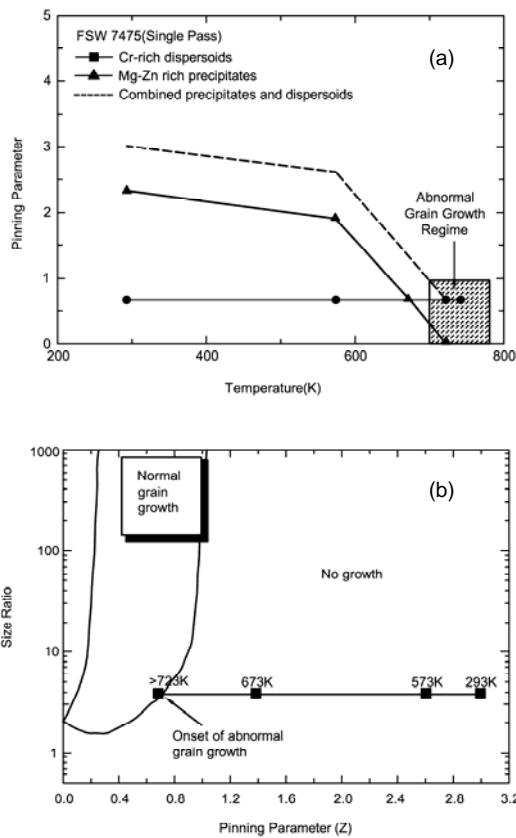 5
4
3
2
1
0
200
400
600
800
Pinning Parameter
Temperature(K)
FSW 7475(Single Pass)
Cr-rich dispersoids
Mg-Zn rich precipitates
Combined precipitates and dispersoids
(a)
Abnormal
Grain Growth
Regime
1000
100
10
1
Size Ratio
Normal
grain
growth
(b)
No growth
>723K
673K
573K
293K
Onset of abnormal
grain growth
0.0
0.4
0.8
1.2
1.6
2.0
2.4
2.8
3.2
Pinning Parameter (Z)